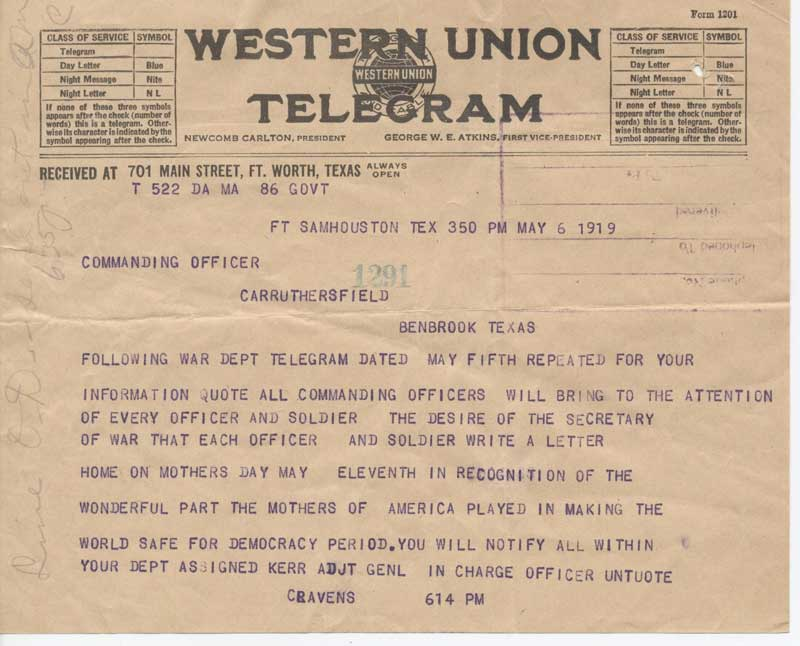 Form 1201
CLASS OF SERVICE SYMBOL
Telegram
Day Letter Blue
Night Message Nite
Night Letter N L
If none of these three symbols
appears after the check (number of
words) this is a telegram. Other-
wise its character is indicated by the
symbol appearing after the check.
WESTERN UNION
WESTERN UNION
TELEGRAM
NEWCOMB CARLTON, PRESIDENT GEORGE W. E. ATKINS, FIRST VICE-PRESIDENT
CLASS OF SERVICE SYMBOL
Telegram
Day Letter Blue
Night Message Nite
Night Letter N L
If none of these three symbols
appears after the check (number of
words) this is a telegram. Other-
wise its character is indicated by the
symbol appearing after the check.
RECEIVED AT 701 MAIN STREET, FT. WORTH, TEXAS ALWAYS OPEN
T 522 DA MA 86 GOVT
FT SAMHOUSTON TEX 350 PM MAY 6 1919
COMMANDING OFFICER
1291
CARRUTHERSFIELD
BENBROOK TEXAS
FOLLOWING WAR DEPT TELEGRAM DATED MAY FIFTH REPEATED FOR YOUR
INFORMATION QUOTE ALL COMMANDING OFFICERS WILL BRING TO THE ATTENTION
OF EVERY OFFICER AND SOLDIER THE DESIRE OF THE SECRETARY
OF WAR THAT EACH OFFICER AND SOLDIER WRITE A LETTER
HOME ON MOTHERS DAY MAY ELEVENTH IN RECOGNITION OF THE
WONDERFUL PART THE MOTHERS OF AMERICA PLAYED IN MAKING THE
WORLD SAFE FOR DEMOCRACY PERIOD.YOU WILL NOTIFY ALL WITHIN
YOUR DEPT ASSIGNED KERR ADJT GENL IN CHARGE OFFICER UNTUOTE
CRAVENS 614 PM